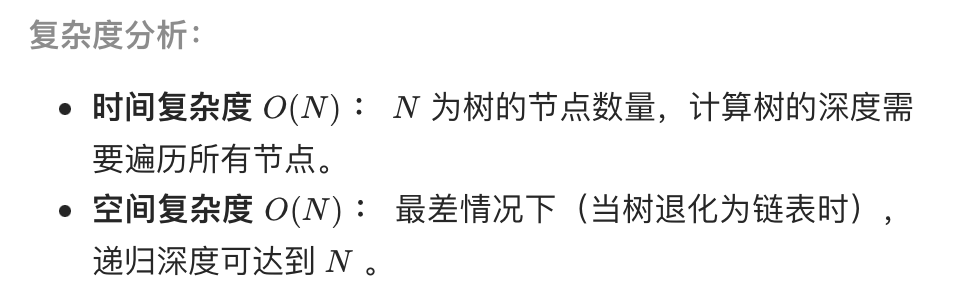 复杂度分析：
• 时间复杂度 O(N) ： N 为树的节点数量，计算树的深度需
要遍历所有节点。
• 空间复杂度 O(N) ： 最差情况下（当树退化为链表时），
递归深度可达到 N 。